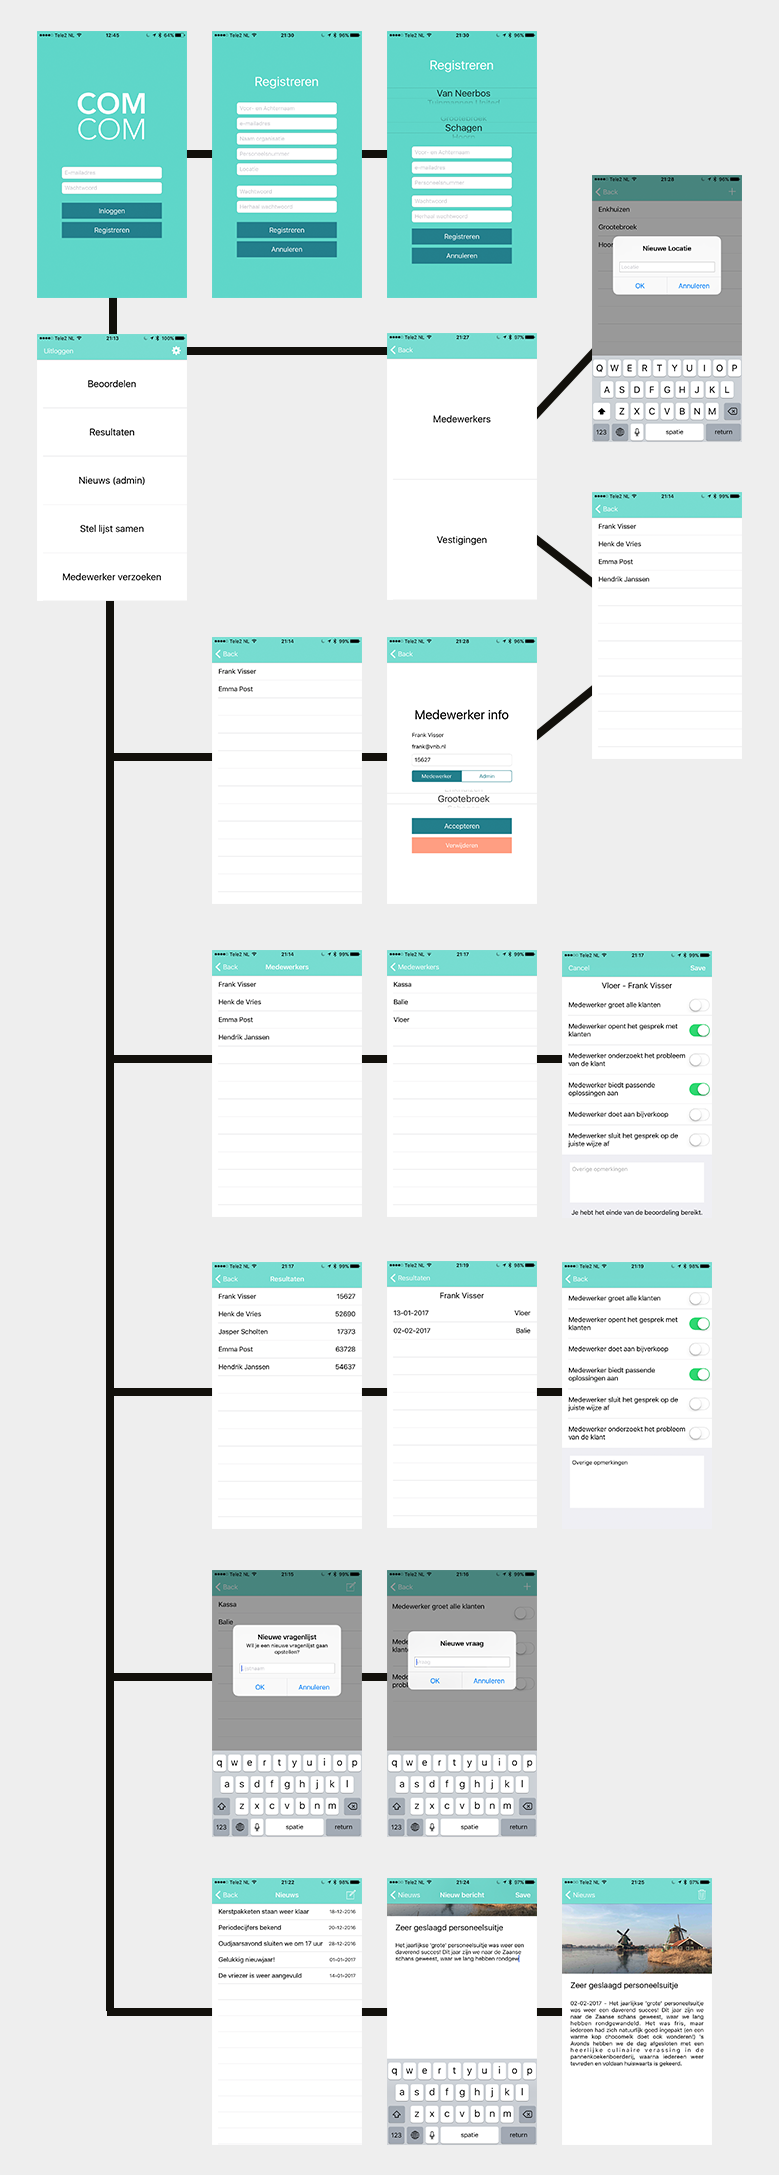 Tele2 NL 12:45 64%
COM
COM
E-mailadres
Wachtwoord
Inloggen
Registreren
Tele2 NL 21:30 96%
Registreren
Voor- en Achternaam
e-mailadres
Naam organisatie
Personeelsnummer
Locatie
Wachtwoord
Herhaal wachtwoord
Registreren
Annuleren
Tele2 NL 21:30 96%
Registreren
Van Neerbos
Grootebroek
Schagen
Voor- en Achternaam
e-mailadres
Personeelsnummer
Wachtwoord
Herhaal wachtwoord
Registreren
Annuleren
Tele2 NL 21:28 96%
Back +
Enkhuizen
Grootebroek
Hoor
Nieuwe Locatie
Locatie
OK Annuleren
Q W E R T Y U I O P
A S D F G H J K L
Z X C V B N M
123 spatie return
Tele2 NL 21:13 100%
Uitloggen
Beoordelen
Resultaten
Nieuws (admin)
Stel lijst samen
Medewerker verzoeken
Tele2 NL 21:27 97%
Back
Medewerkers
Vestigingen
Tele2 NL 21:14 99%
Back
Frank Visser
Henk de Vries
Emma Post
Hendrik Janssen
Tele2 NL 21:14 99%
Back
Frank Visser
Emma Post
Tele2 NL 21:28 96%
Back
Medewerker info
Frank Visser
frank@vnb.nl
15627
Medewerker Admin
Grootebroek
Accepteren
Verwijderen
Tele2 NL 21:14 99%
Back Medewerkers
Frank Visser
Henk de Vries
Emma Post
Hendrik Janssen
Tele2 NL 21:17 99%
Medewerkers
Kassa
Balie
Vloer
Tele2 NL 21:17 99%
Cancel Save
Vloer - Frank Visser
Medewerker groet alle klanten
Medewerker opent het gesprek met
klanten
Medewerker onderzoekt het probleem
van de klant
Medewerker biedt passende
oplossingen aan
Medewerker doet aan bijverkoop
Medewerker sluit het gesprek op de
juiste wijze af
Overige opmerkingen
Je hebt het einde van de beoordeling bereikt.
Tele2 NL 21:17 99%
Back Resultaten
Frank Visser 15627
Henk de Vries 52690
Jasper Scholten 17373
Emma Post 63728
Hendrik Janssen 54637
Tele2 NL 21:19 98%
Resultaten
Frank Visser
13-01-2017 Vloer
02-02-2017 Balie
Tele2 NL 21:19 98%
Back
Medewerker groet alle klanten
Medewerker opent het gesprek met
klanten
Medewerker doet aan bijverkoop
Medewerker biedt passende
oplossingen aan
Medewerker sluit het gesprek op de
juiste wijze af
Medewerker onderzoekt het probleem
van de klant
Overige opmerkingen
Tele2 NL 21:15 99%
Back
Kassa
Balie
Nieuwe vragenlijst
Wil je een nieuwe vragenlijst gaan
opstellen?
OK Annuleren
q w e r t y u i o p
a s d f g h j k l
z x c v b n m
123 spatie return
Tele2 NL 21:16 99%
Back +
Medewerker groet alle klanten
Nieuwe vraag
Vraag
OK Annuleren
q w e r t y u i o p
a s d f g h j k l
z x c v b n m
123 spatie return
Tele2 NL 21:22 98%
Back Nieuws
Kerstpakketten staan weer klaar 18-12-2016
Periodecijfers bekend 20-12-2016
Oudjaarsavond sluiten we om 17 uur 28-12-2016
Gelukkig nieuwjaar! 01-01-2017
De vriezer is weer aangevuld 14-01-2017
Tele2 NL 21:24 97%
Nieuws Nieuw bericht Save
Zeer geslaagd personeelsuitje
Het jaarlijkse 'grote' personeelsuitje was weer een
daverend succes! Dit jaar zijn we naar de Zaanse
schans geweest, waar we lang hebben rondgew
q w e r t y u i o p
a s d f g h j k l
z x c v b n m
123 spatie return
Tele2 NL 21:25 97%
Nieuws
Zeer geslaagd personeelsuitje
02-02-2017 - Het jaarlijkse 'grote' personeelsuitje
was weer een daverend succes! Dit jaar zijn we
naar de Zaanse schans geweest, waar we lang
hebben rondgewandeld. Het was fris, maar
iedereen had zich natuurlijk goed ingepakt (en een
warme kop chocomelk doet ook wonderen!) 's
Avonds hebben we de dag afgesloten met een
heerlijke culinaire verassing in de
pannenkoekenboerderij, waarna iedereen weer
tevreden en voldaan huiswaarts is gekeerd.